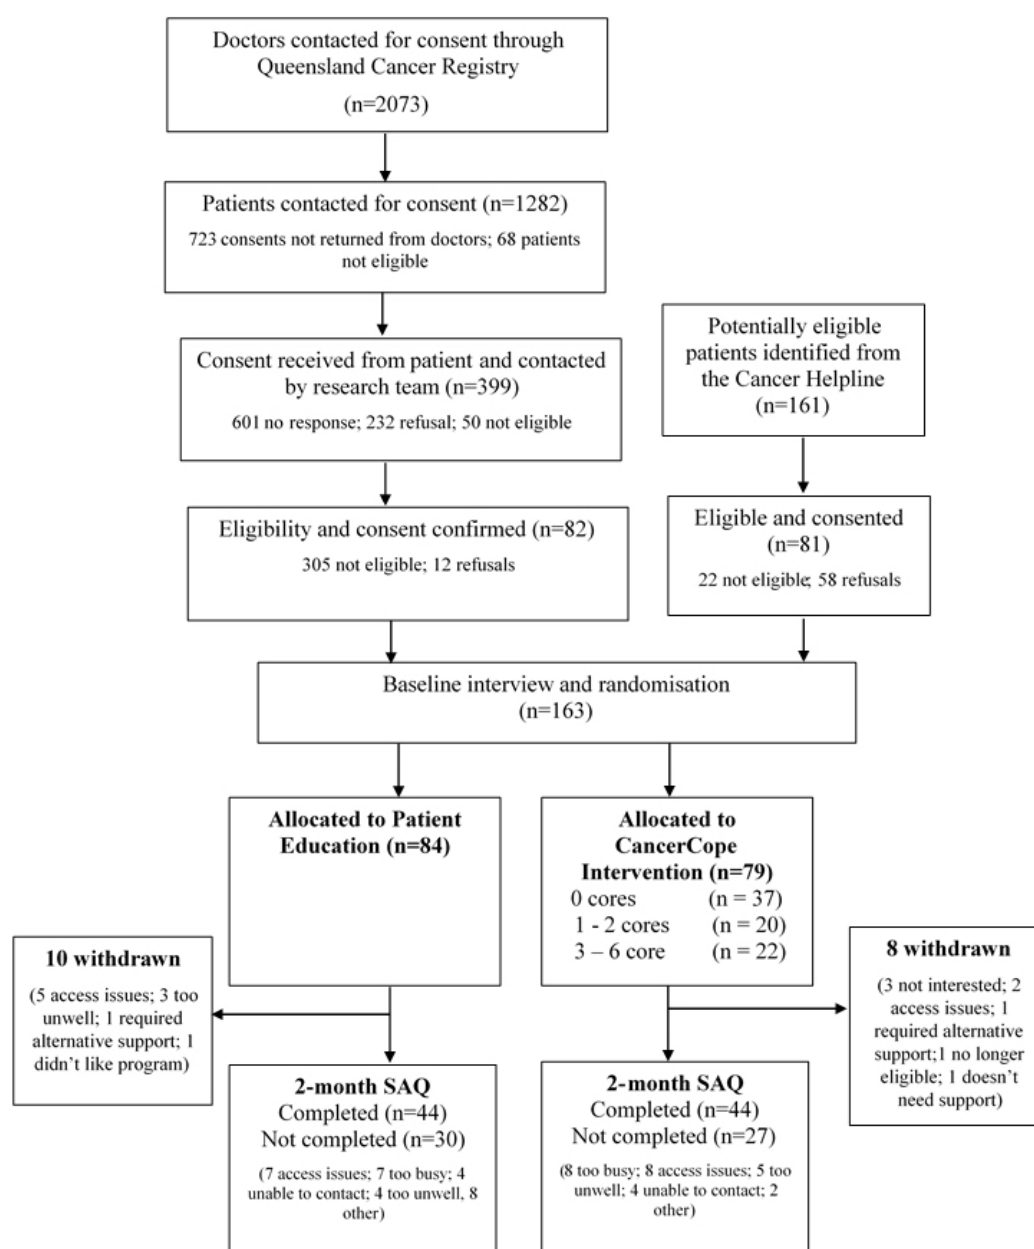 Doctors contacted for consent through
Queensland Cancer Registry
(n=2073)
Patients contacted for consent (n=1282)
723 consents not returned from doctors; 68 patients
not eligible
Consent received from patient and contacted
by research team (n=399)
601 no response; 232 refusal; 50 not eligible
Potentially eligible
patients identified from
the Cancer Helpline
(n=161)
Eligibility and consent confirmed (n=82)
305 not eligible; 12 refusals
Eligible and consented
(n=81)
22 not eligible; 58 refusals
Baseline interview and randomisation
(n=163)
Allocated to Patient
Education (n=84)
Allocated to
CancerCope
Intervention (n=79)
0 cores (n = 37)
1 - 2 cores (n = 20)
3 – 6 core (n = 22)
10 withdrawn
(5 access issues; 3 too
unwell; 1 required
alternative support; 1
didn't like program)
8 withdrawn
(3 not interested; 2
access issues; 1
required alternative
support;1 no longer
eligible; 1 doesn't
need support)
2-month SAQ
Completed (n=44)
Not completed (n=30)
(7 access issues; 7 too busy; 4
unable to contact; 4 too unwell, 8
other)
2-month SAQ
Completed (n=44)
Not completed (n=27)
(8 too busy; 8 access issues; 5 too
unwell; 4 unable to contact; 2
other)